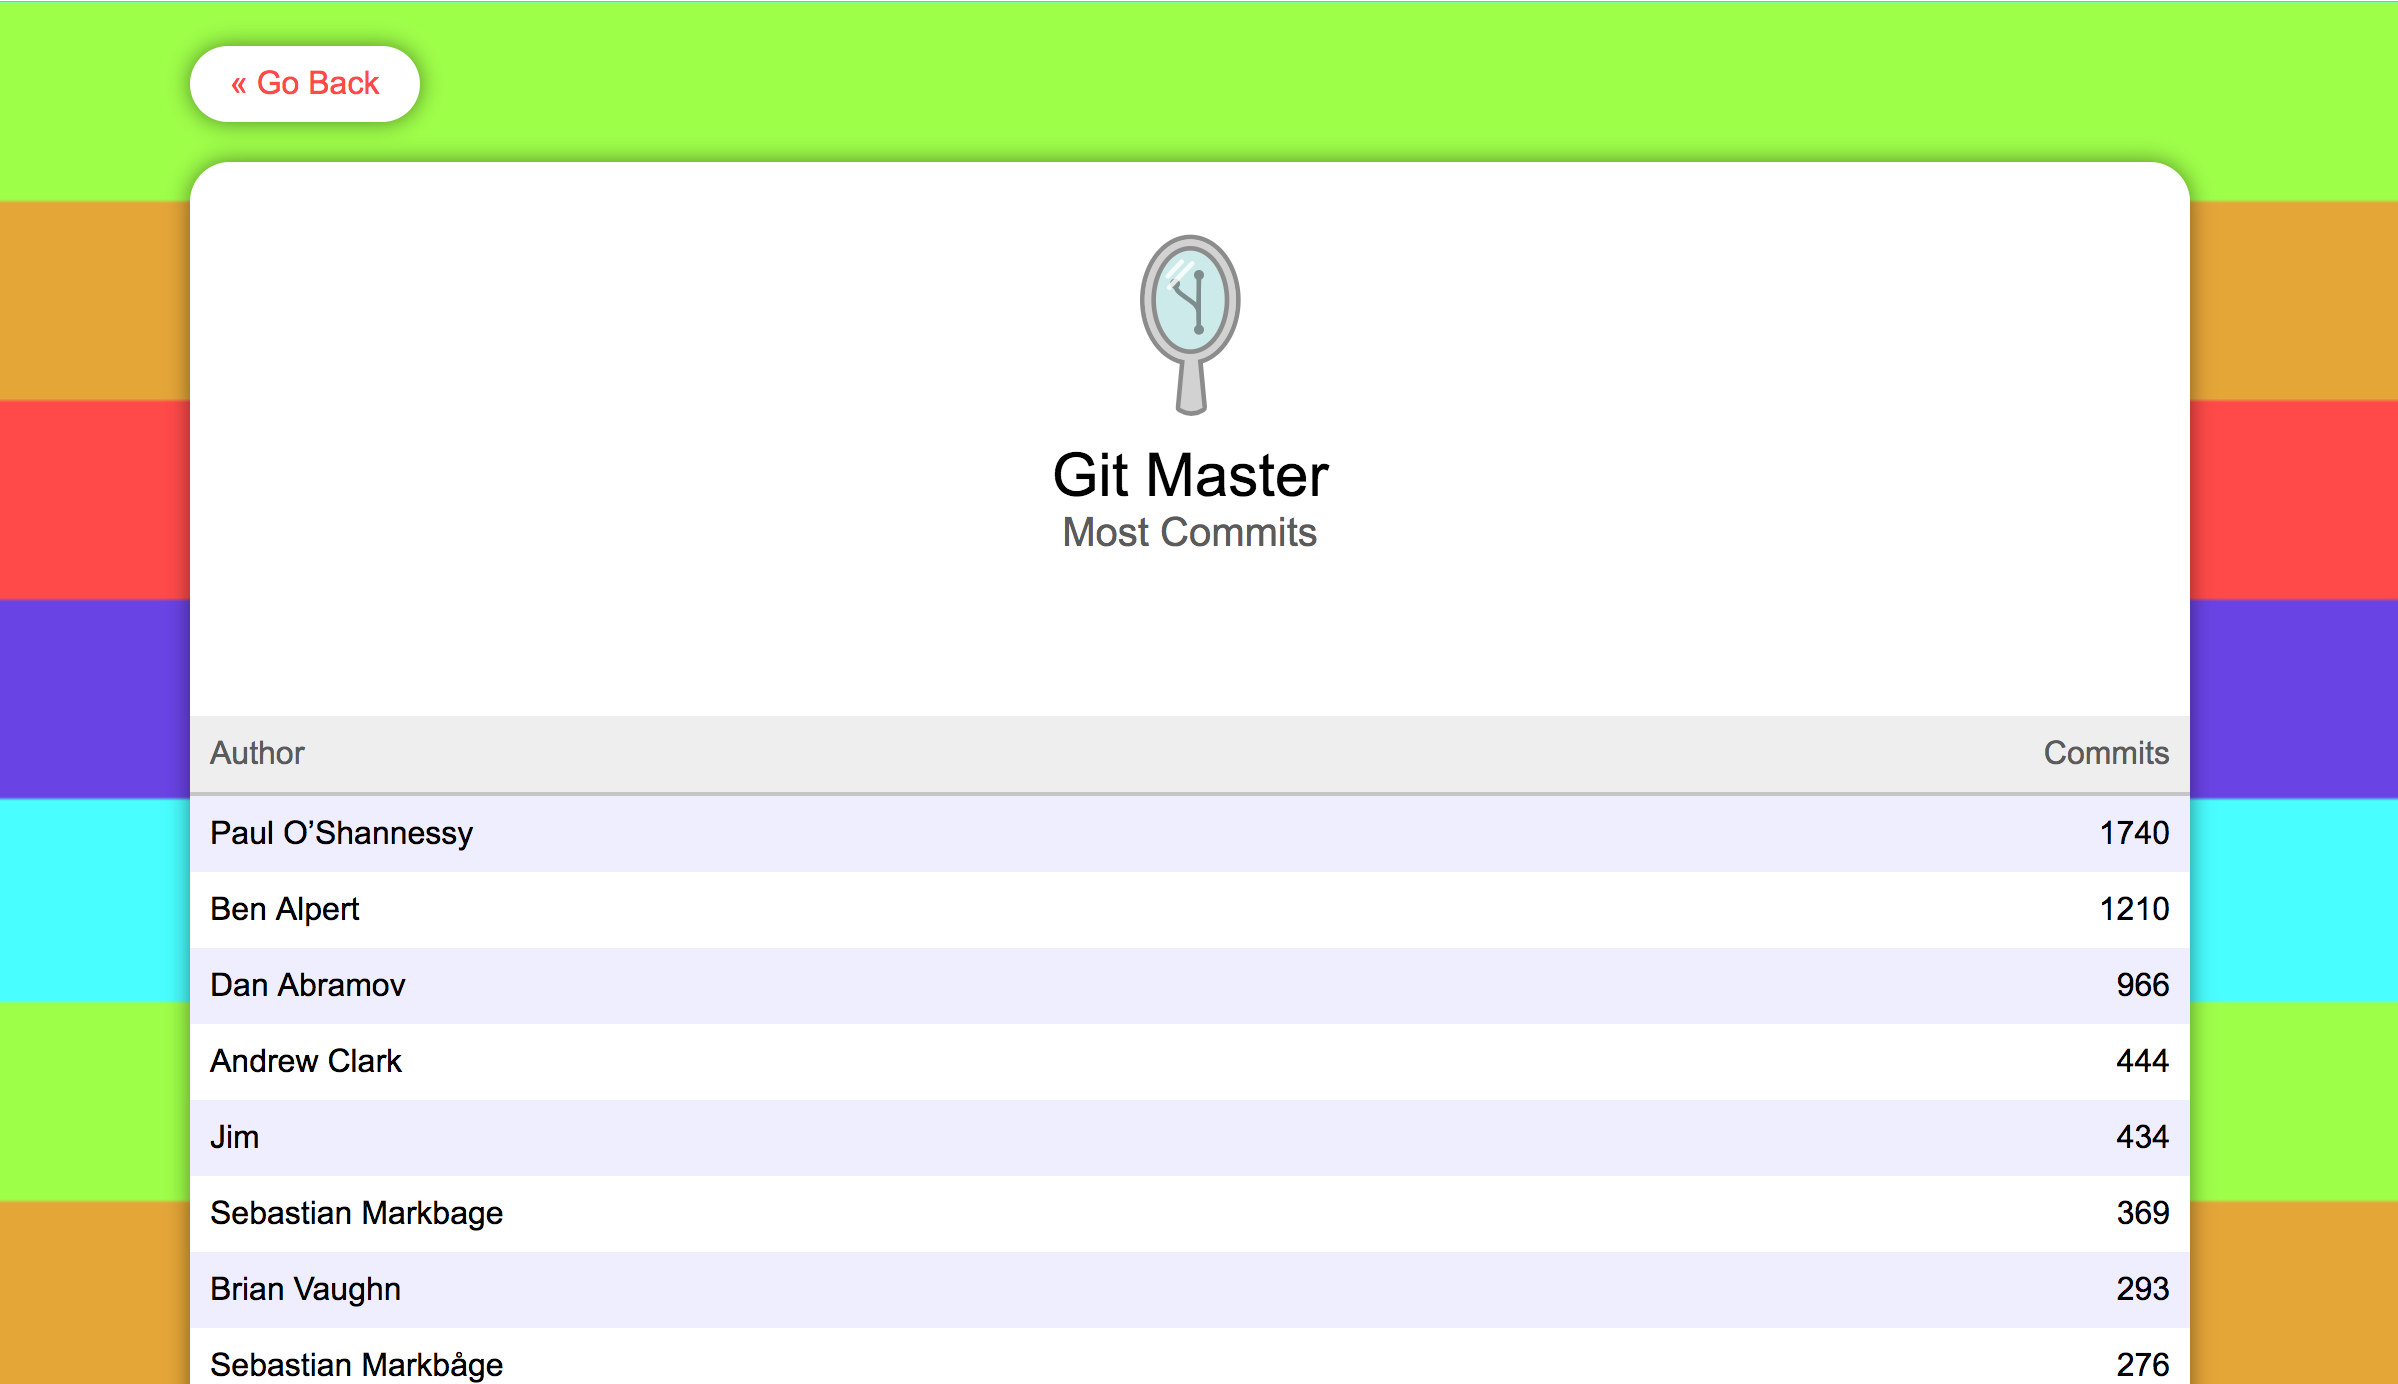 « Go Back
Git Master
Most Commits
Author Commits
Paul O’Shannessy 1740
Ben Alpert 1210
Dan Abramov 966
Andrew Clark 444
Jim 434
Sebastian Markbage 369
Brian Vaughn 293
Sebastian Markbåge 276